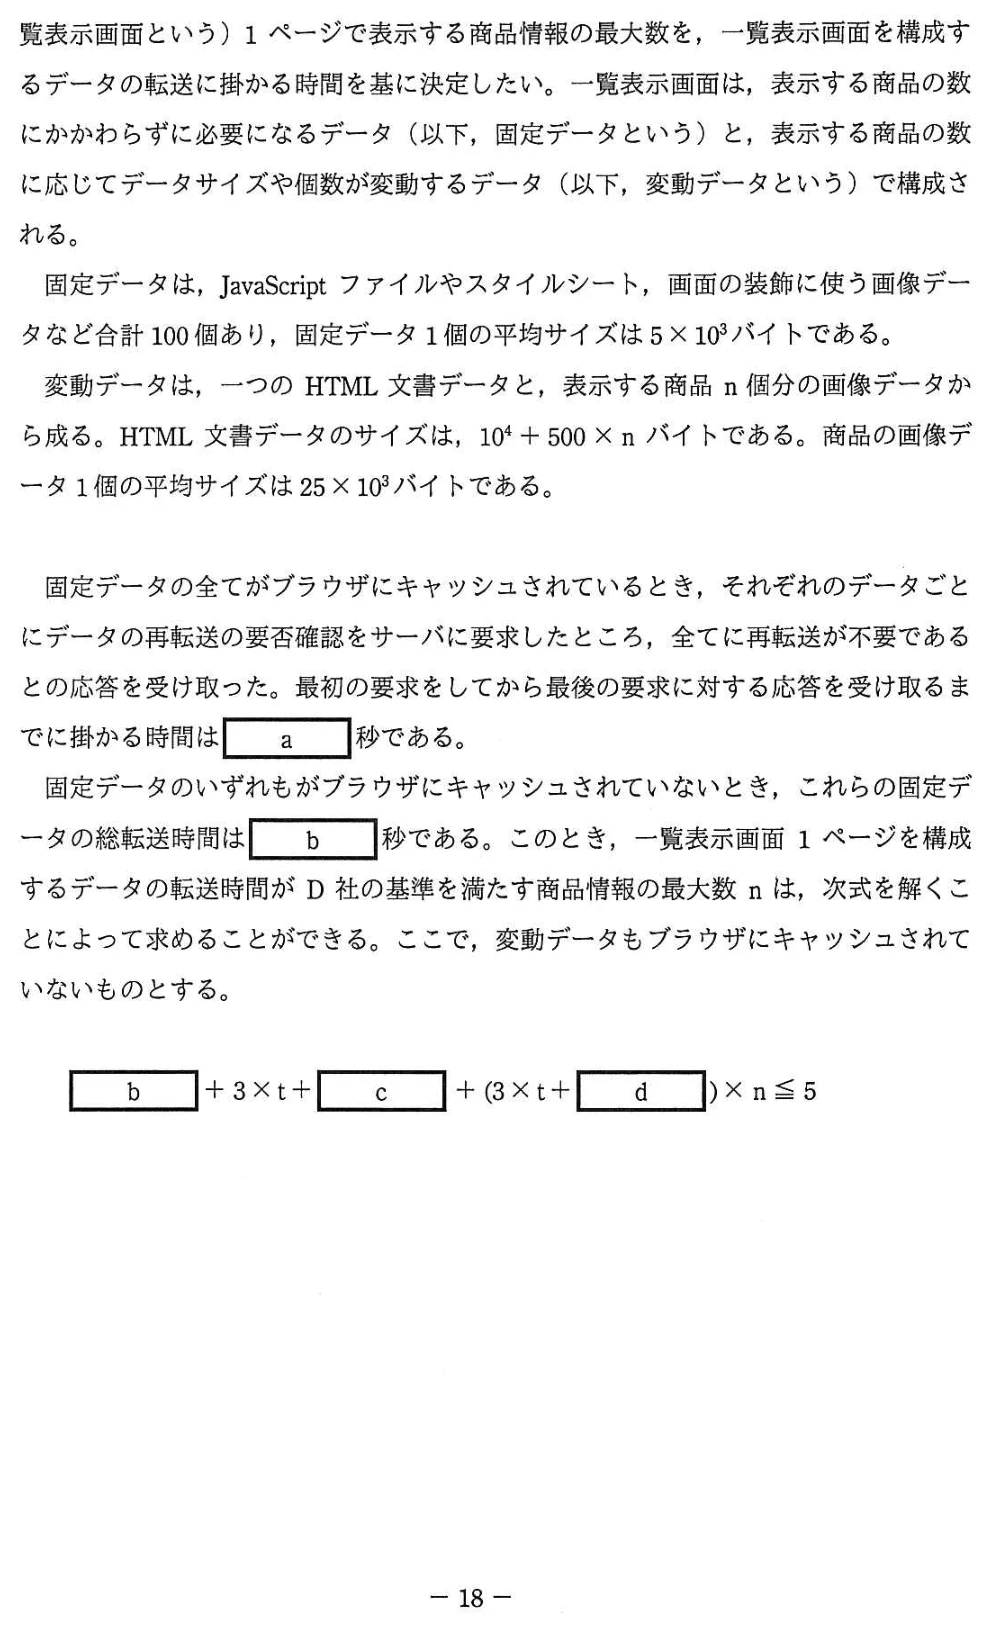 覧表示画面という）1 ページで表示する商品情報の最大数を，一覧表示画面を構成す
るデータの転送に掛かる時間を基に決定したい。一覧表示画面は，表示する商品の数
にかかわらずに必要になるデータ（以下，固定データという）と，表示する商品の数
に応じてデータサイズや個数が変動するデータ（以下，変動データという）で構成さ
れる。
固定データは，JavaScript ファイルやスタイルシート，画面の装飾に使う画像デー
タなど合計 100 個あり，固定データ 1 個の平均サイズは 5 × 10³ バイトである。
変動データは，一つの HTML 文書データと，表示する商品 n 個分の画像データか
ら成る。HTML 文書データのサイズは，10⁴ + 500 × n バイトである。商品の画像デ
ータ 1 個の平均サイズは 25 × 10³ バイトである。
固定データの全てがブラウザにキャッシュされているとき，それぞれのデータごと
にデータの再転送の要否確認をサーバに要求したところ，全てに再転送が不要である
との応答を受け取った。最初の要求をしてから最後の要求に対する応答を受け取るま
でに掛かる時間は a 秒である。
固定データのいずれもがブラウザにキャッシュされていないとき，これらの固定デ
ータの総転送時間は b 秒である。このとき，一覧表示画面 1 ページを構成
するデータの転送時間が D 社の基準を満たす商品情報の最大数 n は，次式を解くこ
とによって求めることができる。ここで，変動データもブラウザにキャッシュされて
いないものとする。
b + 3 × t + c + (3 × t + d ) × n ≦ 5
－ 18 －